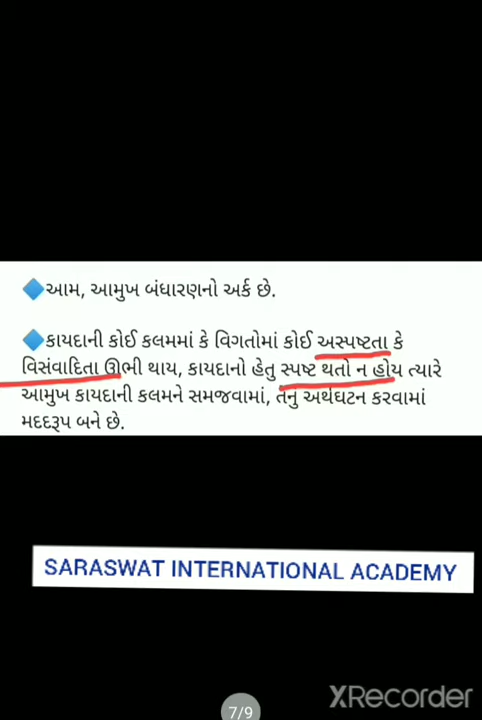 🔷આમ, આમુખ બંધારણનો અર્ક છે.
🔷કાયદાની કોઈ કલમમાં કે વિગતોમાં કોઈ અસ્પષ્ટતા કે
વિસંવાદિતા ઊભી થાય, કાયદાનો હેતુ સ્પષ્ટ થતો ન હોય ત્યારે
આમુખ કાયદાની કલમને સમજવામાં, તેનું અર્થઘટન કરવામાં
મદદરૂપ બને છે.
SARASWAT INTERNATIONAL ACADEMY
XRecorder
7/9